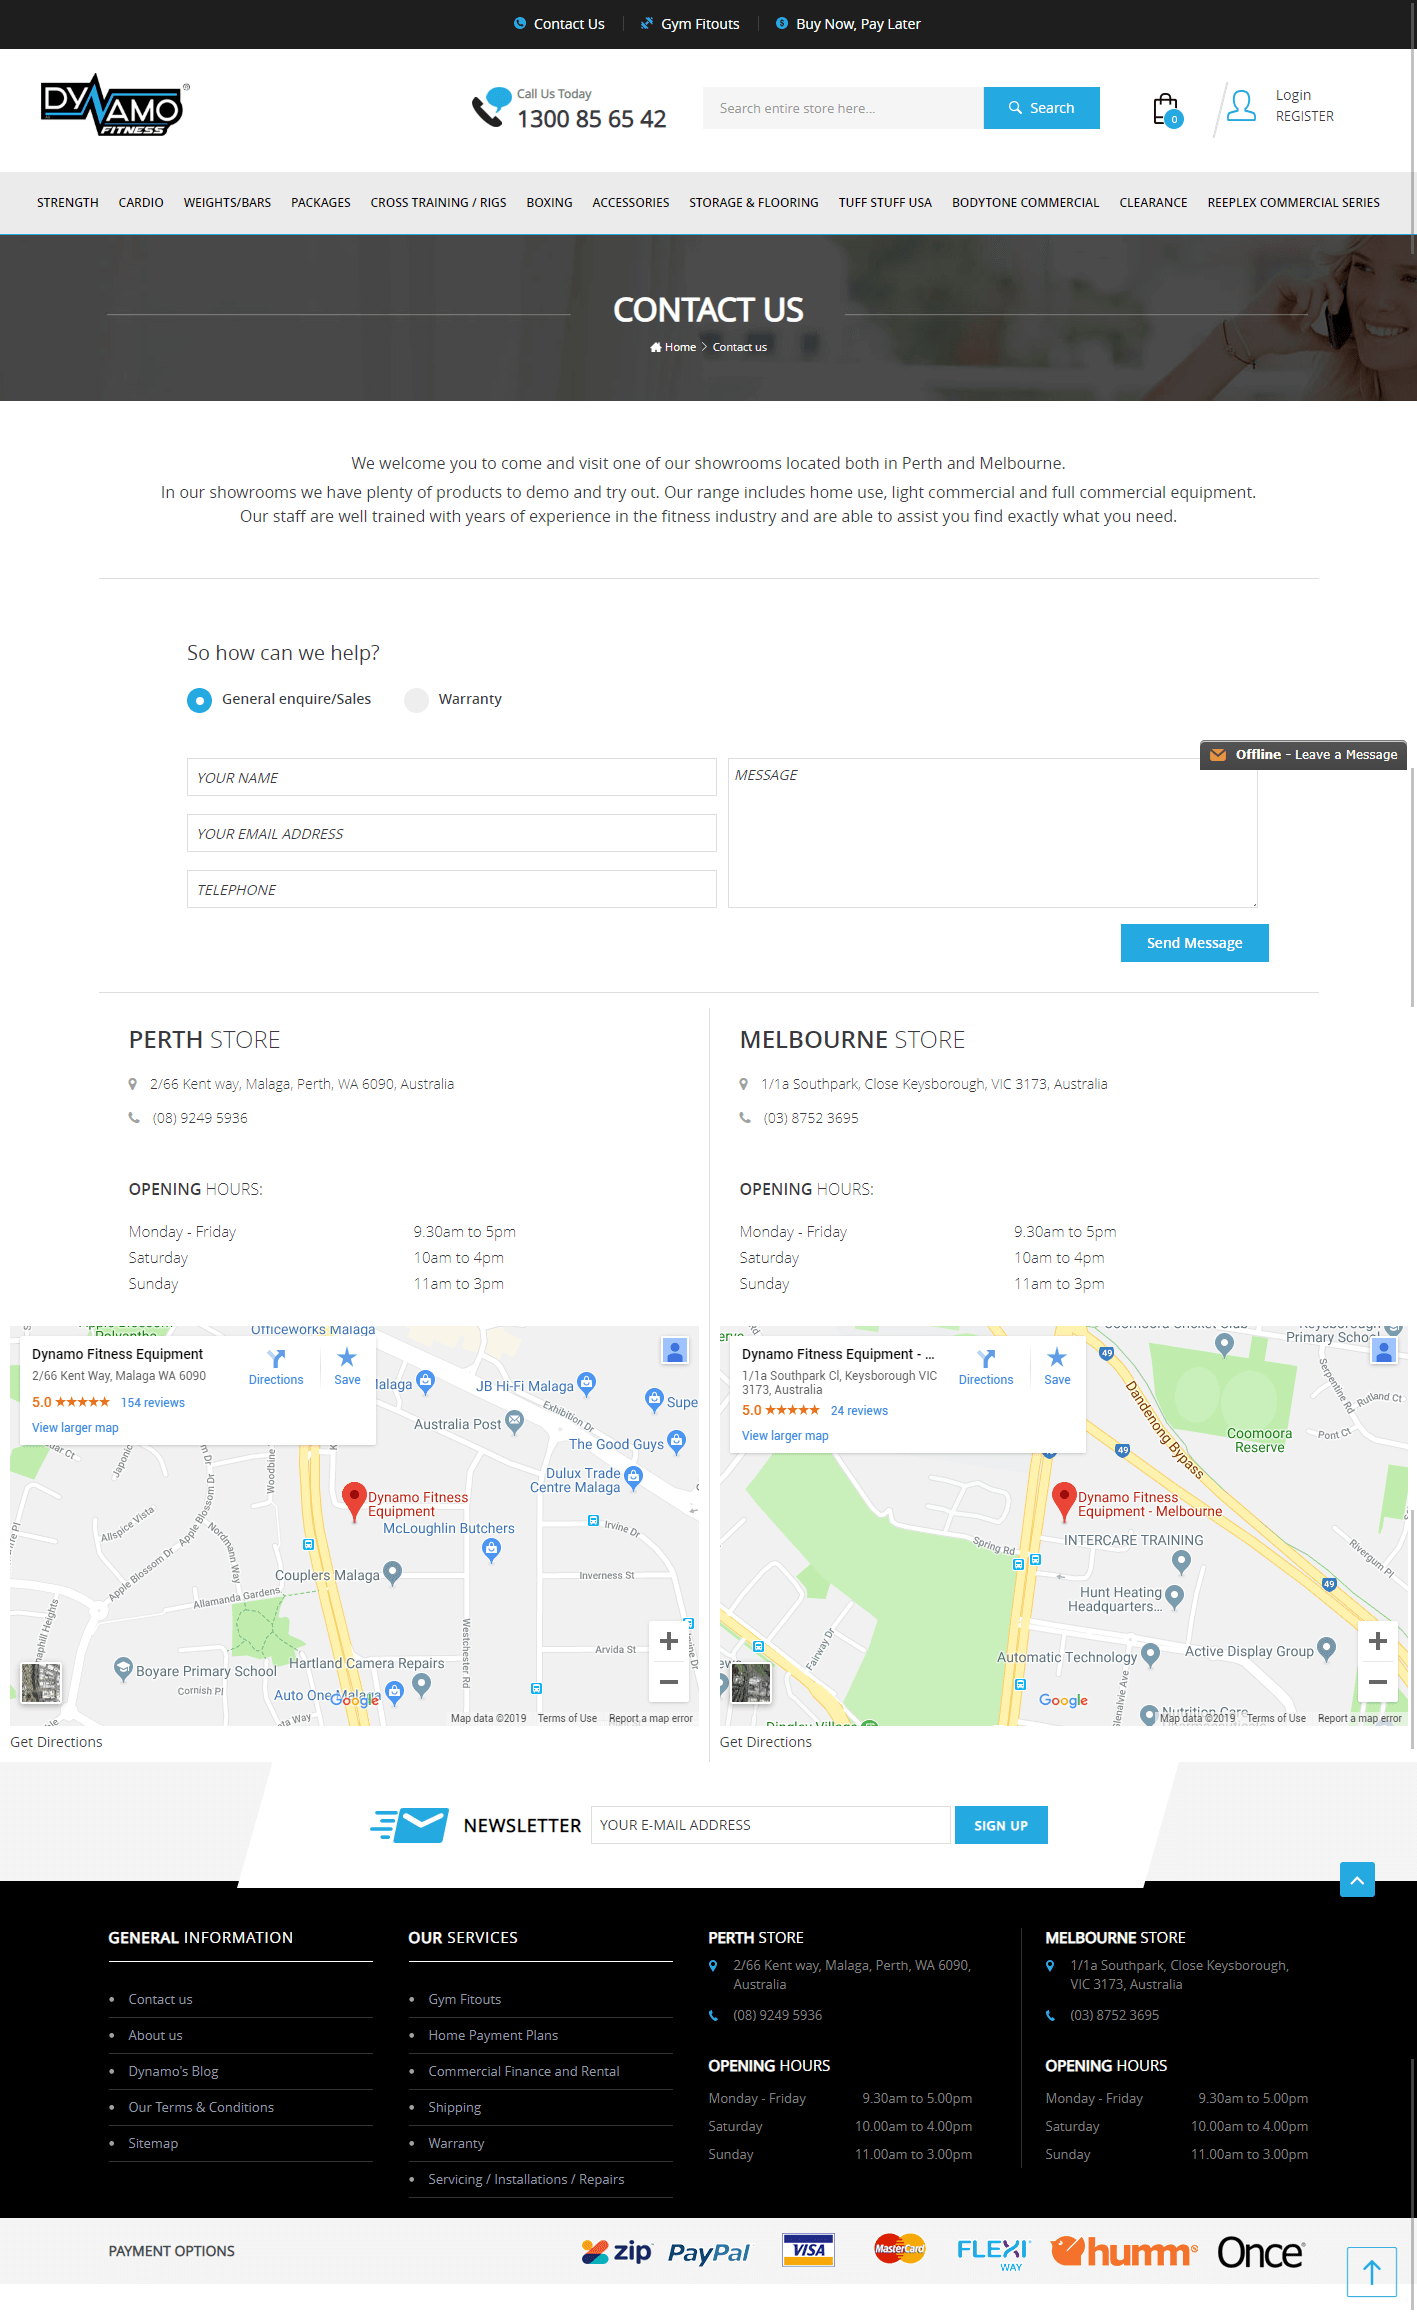 Contact Us
Gym Fitouts
Buy Now, Pay Later
DYNAMO
FITNESS
®
Call Us Today
1300 85 65 42
Search entire store here...
Search
0
Login
REGISTER
STRENGTH CARDIO WEIGHTS/BARS PACKAGES CROSS TRAINING / RIGS BOXING ACCESSORIES STORAGE & FLOORING TUFF STUFF USA BODYTONE COMMERCIAL CLEARANCE REEPLEX COMMERCIAL SERIES
CONTACT US
Home > Contact us
We welcome you to come and visit one of our showrooms located both in Perth and Melbourne.
In our showrooms we have plenty of products to demo and try out. Our range includes home use, light commercial and full commercial equipment.
Our staff are well trained with years of experience in the fitness industry and are able to assist you find exactly what you need.
So how can we help?
General enquire/Sales
Warranty
Offline - Leave a Message
YOUR NAME
YOUR EMAIL ADDRESS
TELEPHONE
MESSAGE
Send Message
PERTH STORE
2/66 Kent way, Malaga, Perth, WA 6090, Australia
(08) 9249 5936
OPENING HOURS:
Monday - Friday 9.30am to 5pm
Saturday 10am to 4pm
Sunday 11am to 3pm
MELBOURNE STORE
1/1a Southpark, Close Keysborough, VIC 3173, Australia
(03) 8752 3695
OPENING HOURS:
Monday - Friday 9.30am to 5pm
Saturday 10am to 4pm
Sunday 11am to 3pm
Officeworks Malaga
Dynamo Fitness Equipment
2/66 Kent Way, Malaga WA 6090
5.0 ★★★★★ 154 reviews
View larger map
Directions
Save
JB Hi-Fi Malaga
Supe
Australia Post
Exhibition Dr
The Good Guys
Dulux Trade
Centre Malaga
Japonic
Woodbine
Allspice Vista
Apple Blossom Dr
Apple Blossom Dr
Nordmann Way
Dynamo Fitness
Equipment
McLoughlin Butchers
Irvine Dr
Couplers Malaga
Inverness St
Allamanda Gardens
Westchester Rd
Arvida St
Boyare Primary School
Hartland Camera Repairs
Cornish Pl
Auto One Malaga
Google
Map data ©2019 Terms of Use Report a map error
Get Directions
Dynamo Fitness Equipment - ...
1/1a Southpark Cl, Keysborough VIC
3173, Australia
5.0 ★★★★★ 24 reviews
View larger map
Directions
Save
Primary School
49
Serpentine Rd
Rutland Ct
Dandenong Bypass
Coomoora
Reserve
Pont Ct
49
Dynamo Fitness
Equipment - Melbourne
INTERCARE TRAINING
Spring Rd
Rivergum Pl
49
Hunt Heating
Headquarters...
Fairway Dr
Automatic Technology
Active Display Group
Glenalvie Ave
Google
Map data ©2019 Terms of Use Report a map error
Get Directions
NEWSLETTER
YOUR E-MAIL ADDRESS
SIGN UP
GENERAL INFORMATION
Contact us
About us
Dynamo's Blog
Our Terms & Conditions
Sitemap
OUR SERVICES
Gym Fitouts
Home Payment Plans
Commercial Finance and Rental
Shipping
Warranty
Servicing / Installations / Repairs
PERTH STORE
2/66 Kent way, Malaga, Perth, WA 6090,
Australia
(08) 9249 5936
OPENING HOURS
Monday - Friday 9.30am to 5.00pm
Saturday 10.00am to 4.00pm
Sunday 11.00am to 3.00pm
MELBOURNE STORE
1/1a Southpark, Close Keysborough,
VIC 3173, Australia
(03) 8752 3695
OPENING HOURS
Monday - Friday 9.30am to 5.00pm
Saturday 10.00am to 4.00pm
Sunday 11.00am to 3.00pm
PAYMENT OPTIONS
zip
PayPal
VISA
MasterCard
FLEXI
WAY
humm
Once